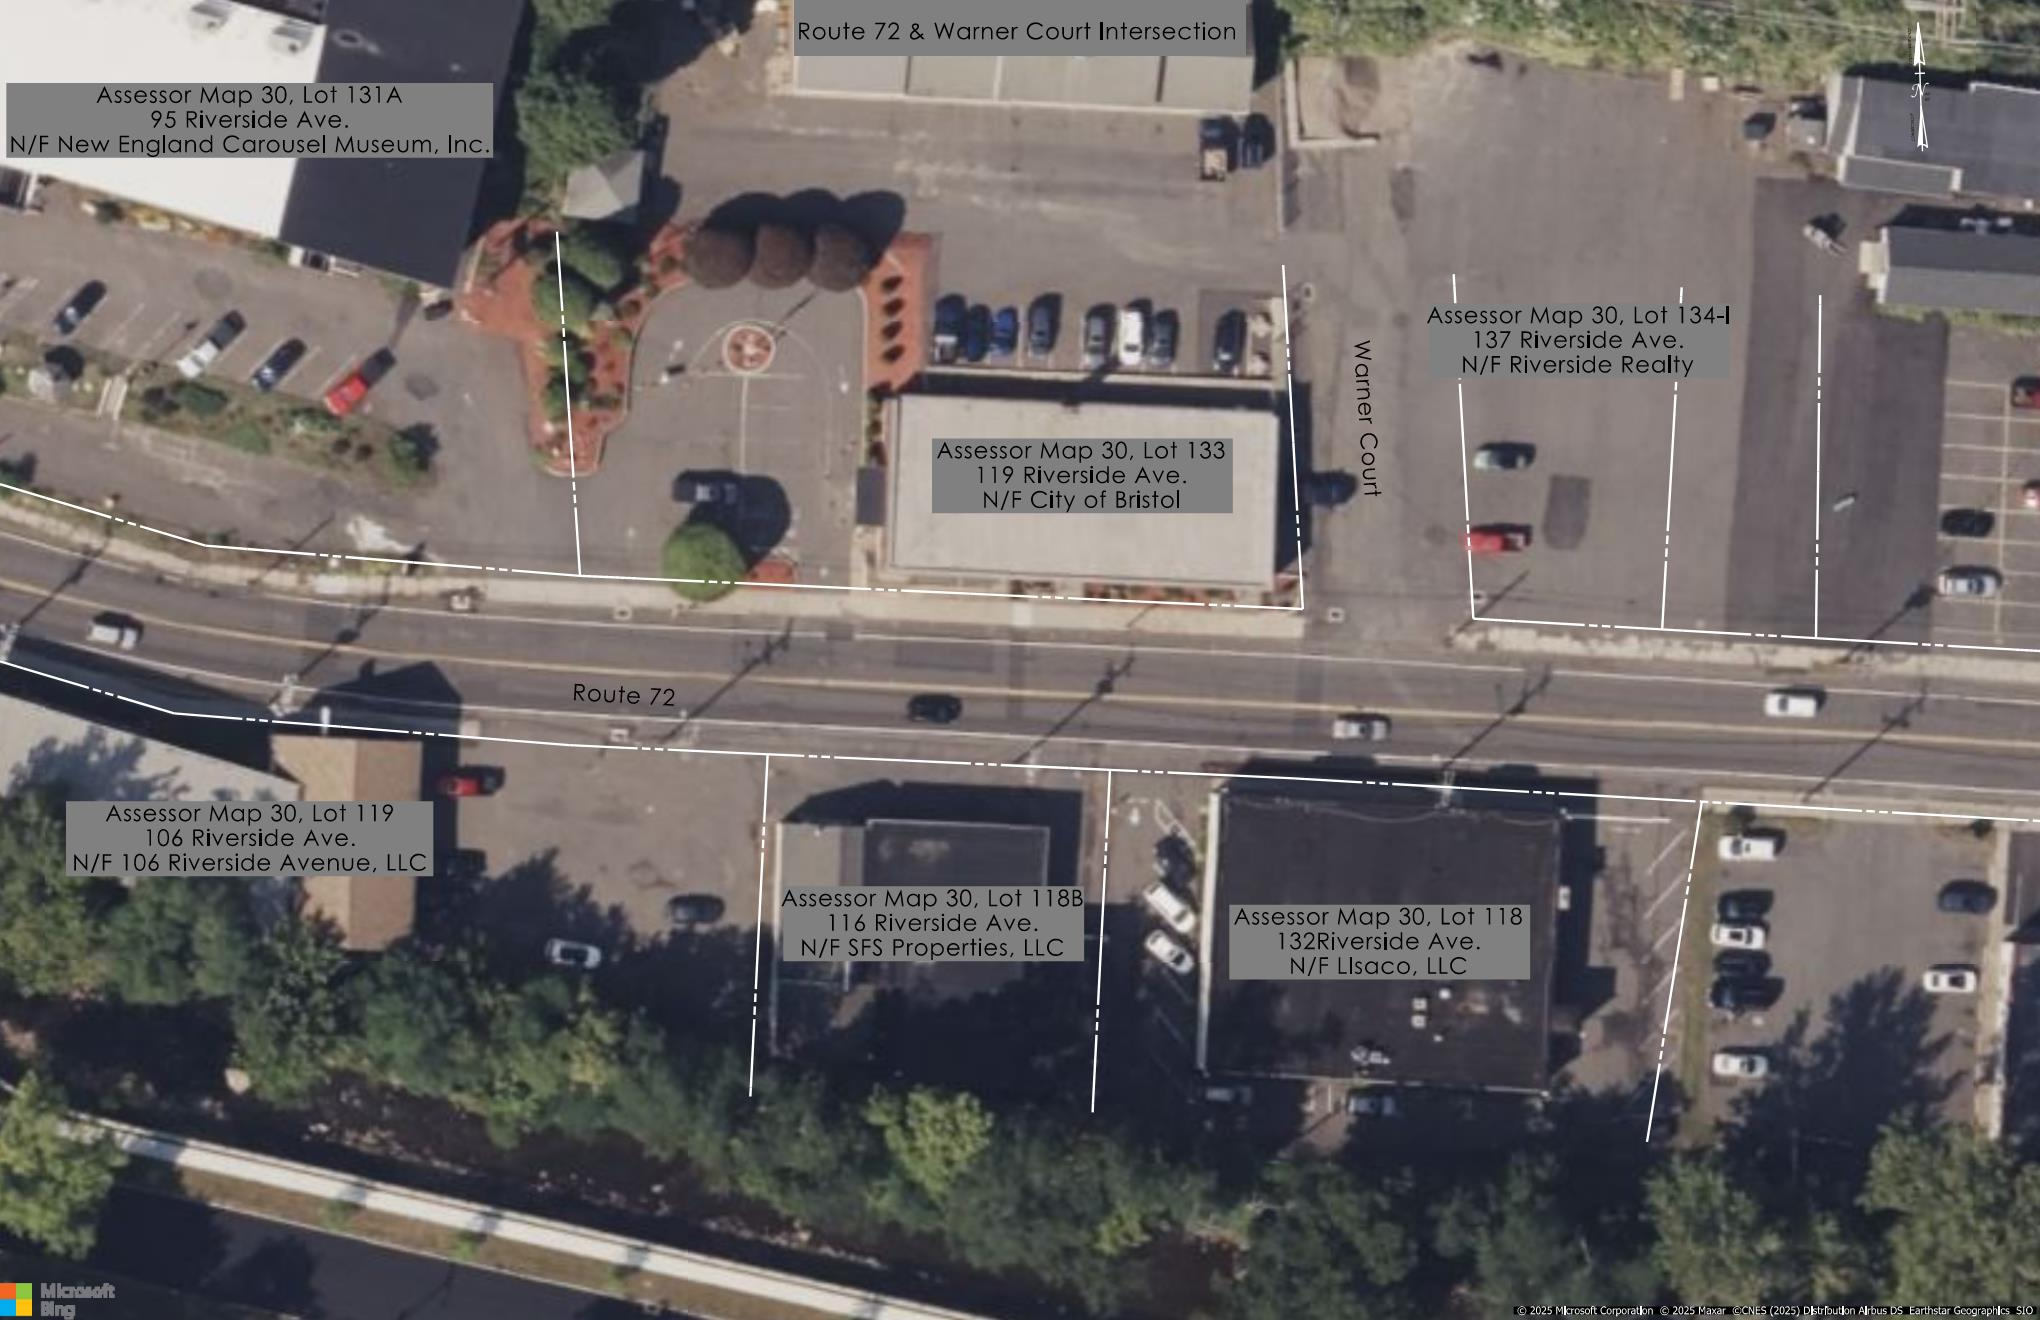 Route 72 & Warner Court Intersection
Assessor Map 30, Lot 131A
95 Riverside Ave.
N/F New England Carousel Museum, Inc.
N
Assessor Map 30, Lot 134-I
137 Riverside Ave.
N/F Riverside Realty
Warner Court
Assessor Map 30, Lot 133
119 Riverside Ave.
N/F City of Bristol
Route 72
Assessor Map 30, Lot 119
106 Riverside Ave.
N/F 106 Riverside Avenue, LLC
Assessor Map 30, Lot 118B
116 Riverside Ave.
N/F SFS Properties, LLC
Assessor Map 30, Lot 118
132Riverside Ave.
N/F LIsaco, LLC
Microsoft
Bing
© 2025 Microsoft Corporation © 2025 Maxar ©CNES (2025) Distribution Airbus DS Earthstar Geographics SIO